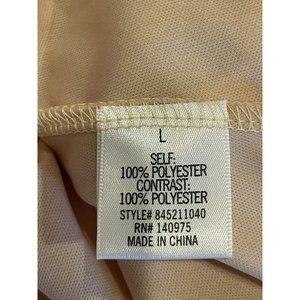 L
SELF:
100% POLYESTER
CONTRAST:
100% POLYESTER
STYLE# 845211040
RN# 140975
MADE IN CHINA